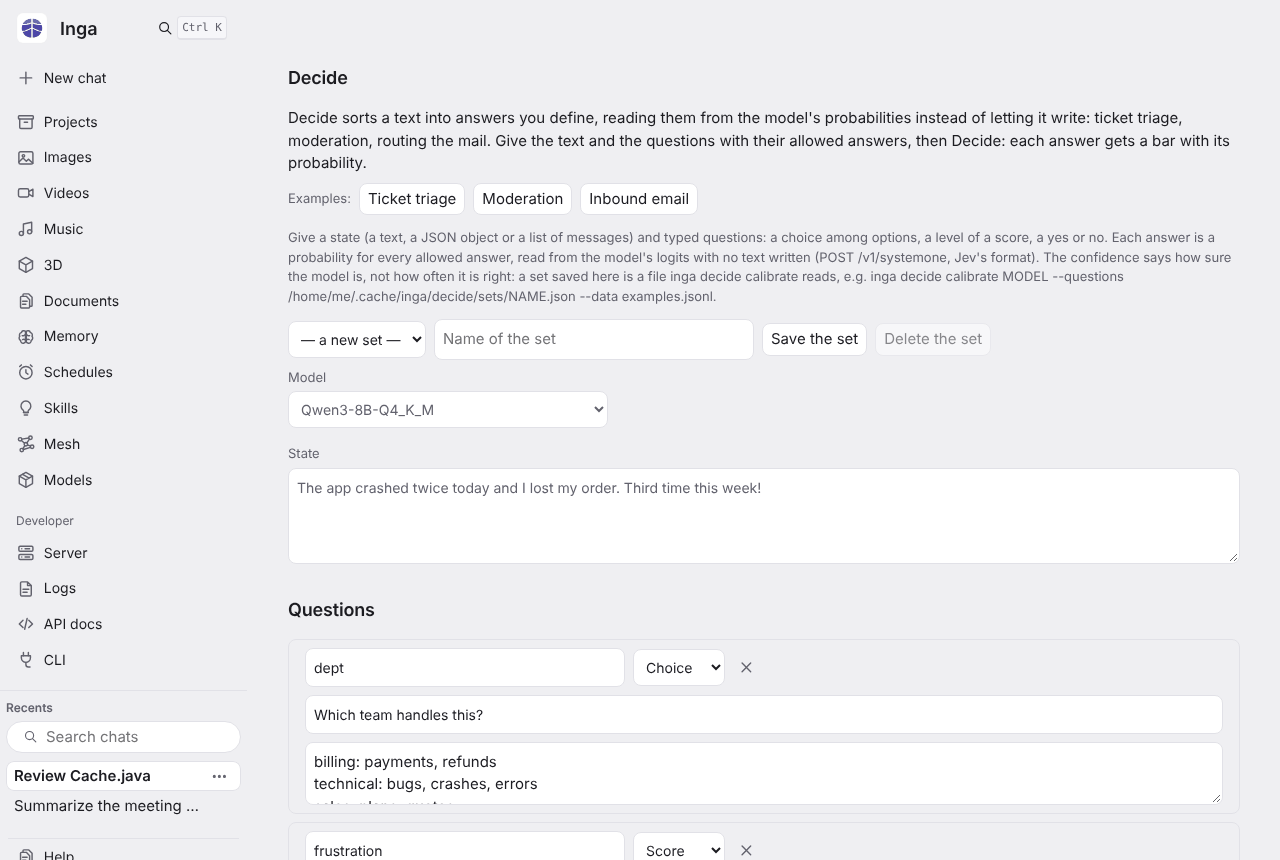 Inga
Ctrl K
New chat
Projects
Images
Videos
Music
3D
Documents
Memory
Schedules
Skills
Mesh
Models
Developer
Server
Logs
API docs
CLI
Recents
Search chats
Review Cache.java
Summarize the meeting ...
Help
Decide
Decide sorts a text into answers you define, reading them from the model's probabilities instead of letting it write: ticket triage,
moderation, routing the mail. Give the text and the questions with their allowed answers, then Decide: each answer gets a bar with its
probability.
Examples: Ticket triage Moderation Inbound email
Give a state (a text, a JSON object or a list of messages) and typed questions: a choice among options, a level of a score, a yes or no. Each answer is a
probability for every allowed answer, read from the model's logits with no text written (POST /v1/systemone, Jev's format). The confidence says how sure
the model is, not how often it is right: a set saved here is a file inga decide calibrate reads, e.g. inga decide calibrate MODEL --questions
/home/me/.cache/inga/decide/sets/NAME.json --data examples.jsonl.
— a new set — Name of the set Save the set Delete the set
Model
Qwen3-8B-Q4_K_M
State
The app crashed twice today and I lost my order. Third time this week!
Questions
dept Choice
Which team handles this?
billing: payments, refunds
technical: bugs, crashes, errors
frustration Score